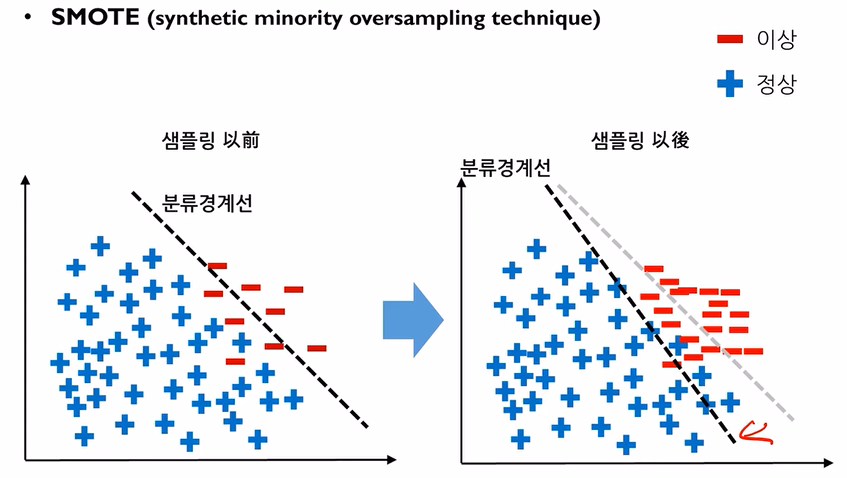 • SMOTE (synthetic minority oversampling technique)
이상
정상
샘플링 以前
샘플링 以後
분류경계선
분류경계선